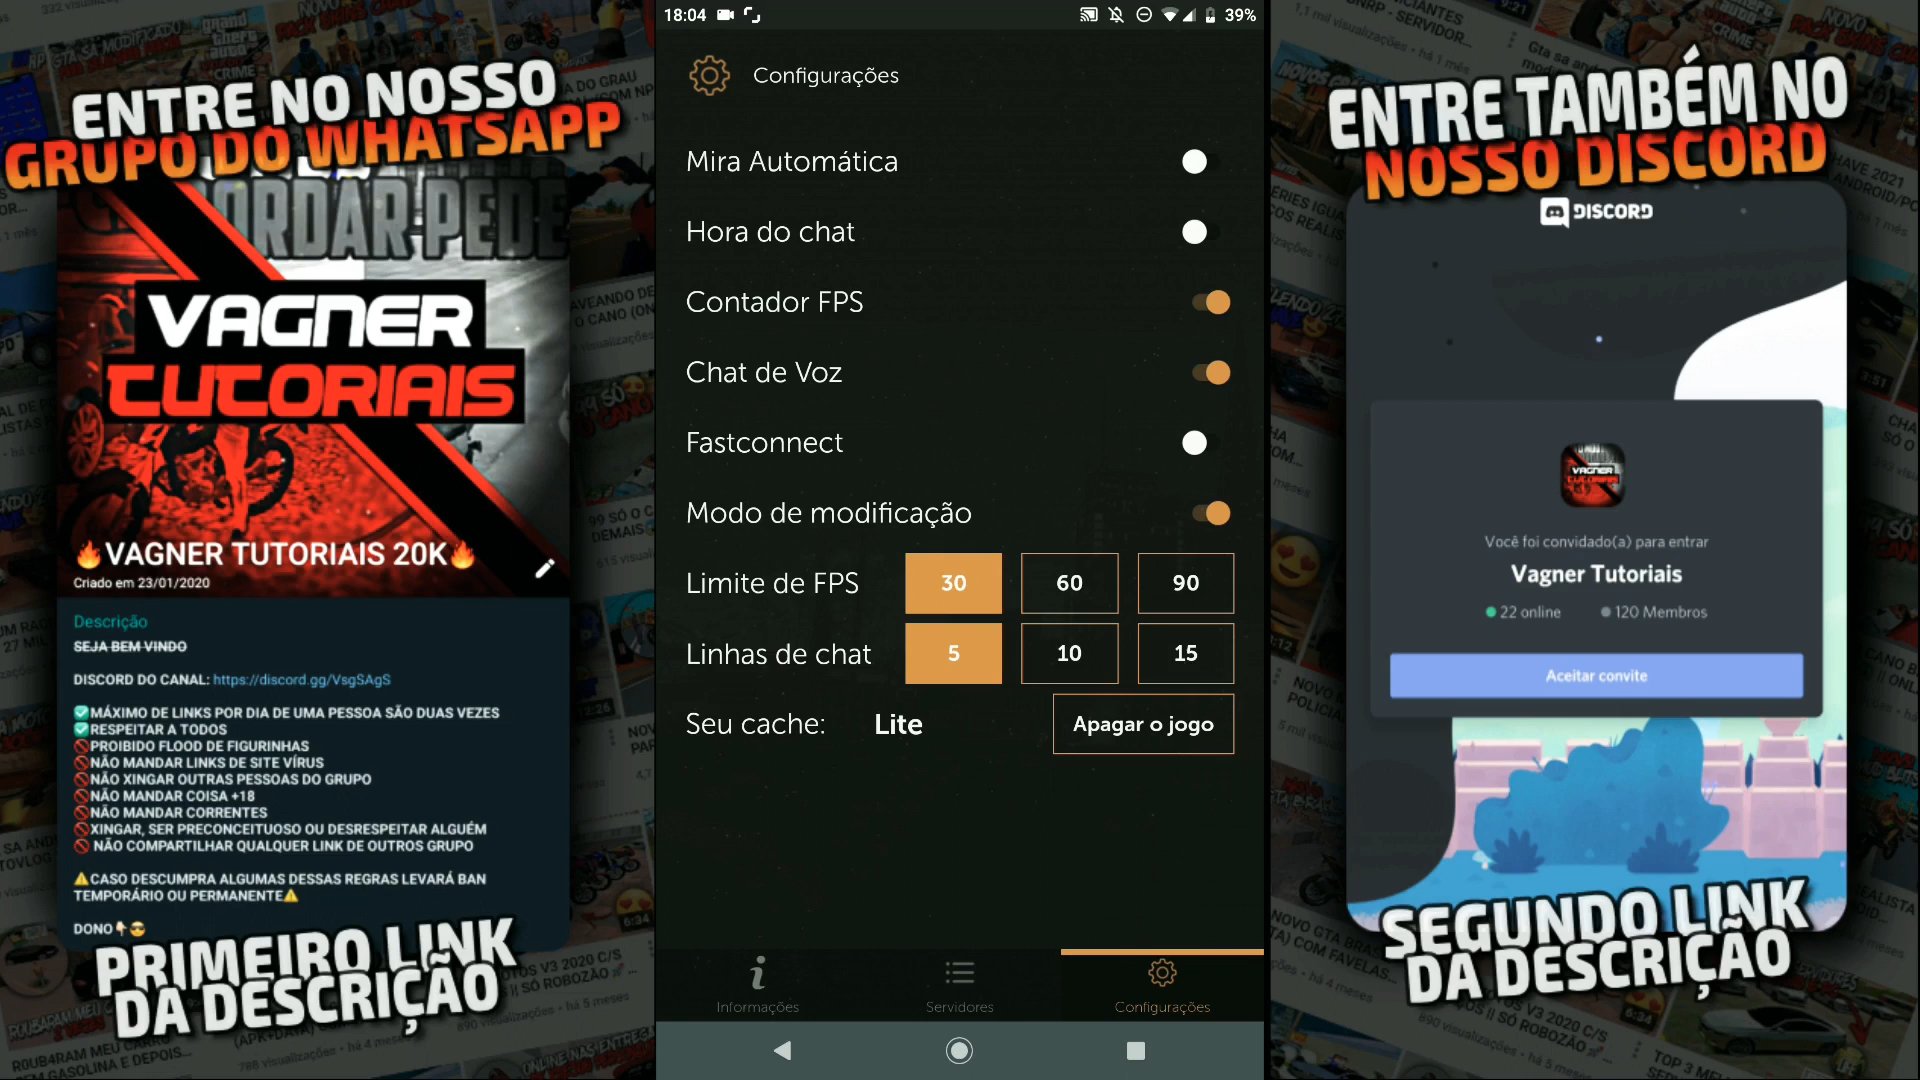 ENTRE NO NOSSO
GRUPO DO WHATSAPP
ORDAR PEDE
VAGNER
TUTORIAIS
🔥VAGNER TUTORIAIS 20K🔥
Criado em 23/01/2020
Descrição
SEJA BEM VINDO
DISCORD DO CANAL: https://discord.gg/VsgSAgS
✅MÁXIMO DE LINKS POR DIA DE UMA PESSOA SÃO DUAS VEZES
✅RESPEITAR A TODOS
🚫PROIBIDO FLOOD DE FIGURINHAS
🚫NÃO MANDAR LINKS DE SITE VÍRUS
🚫NÃO XINGAR OUTRAS PESSOAS DO GRUPO
🚫NÃO MANDAR COISA +18
🚫NÃO MANDAR CORRENTES
🚫XINGAR, SER PRECONCEITUOSO OU DESRESPEITAR ALGUÉM
🚫 NÃO COMPARTILHAR QUALQUER LINK DE OUTROS GRUPO
⚠️CASO DESCUMPRA ALGUMAS DESSAS REGRAS LEVARÁ BAN
TEMPORÁRIO OU PERMANENTE⚠️
DONO👇🏻😎
PRIMEIRO LINK
DA DESCRIÇÃO
18:04
39%
Configurações
Mira Automática
Hora do chat
Contador FPS
Chat de Voz
Fastconnect
Modo de modificação
Limite de FPS 30 60 90
Linhas de chat 5 10 15
Seu cache: Lite Apagar o jogo
Informações Servidores Configurações
ENTRE TAMBÉM NO
NOSSO DISCORD
DISCORD
VAGNER
TUTORIAIS
Você foi convidado(a) para entrar
Vagner Tutoriais
22 online 120 Membros
Aceitar convite
SEGUNDO LINK
DA DESCRIÇÃO